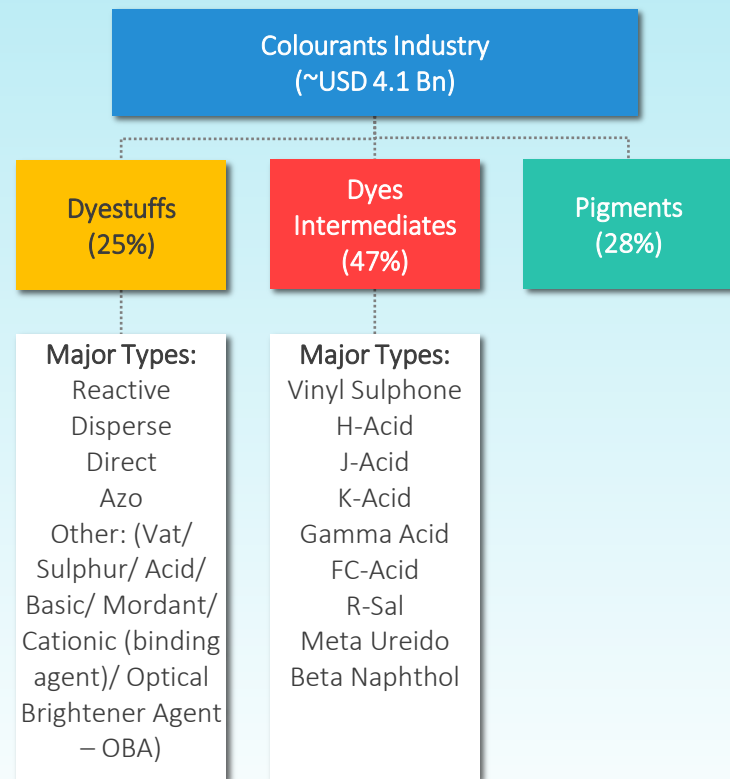 Colourants Industry
(~USD 4.1 Bn)
Dyestuffs
(25%)
Dyes
Intermediates
(47%)
Pigments
(28%)
Major Types:
Reactive
Disperse
Direct
Azo
Other: (Vat/
Sulphur/ Acid/
Basic/ Mordant/
Cationic (binding
agent)/ Optical
Brightener Agent
– OBA)
Major Types:
Vinyl Sulphone
H-Acid
J-Acid
K-Acid
Gamma Acid
FC-Acid
R-Sal
Meta Ureido
Beta Naphthol